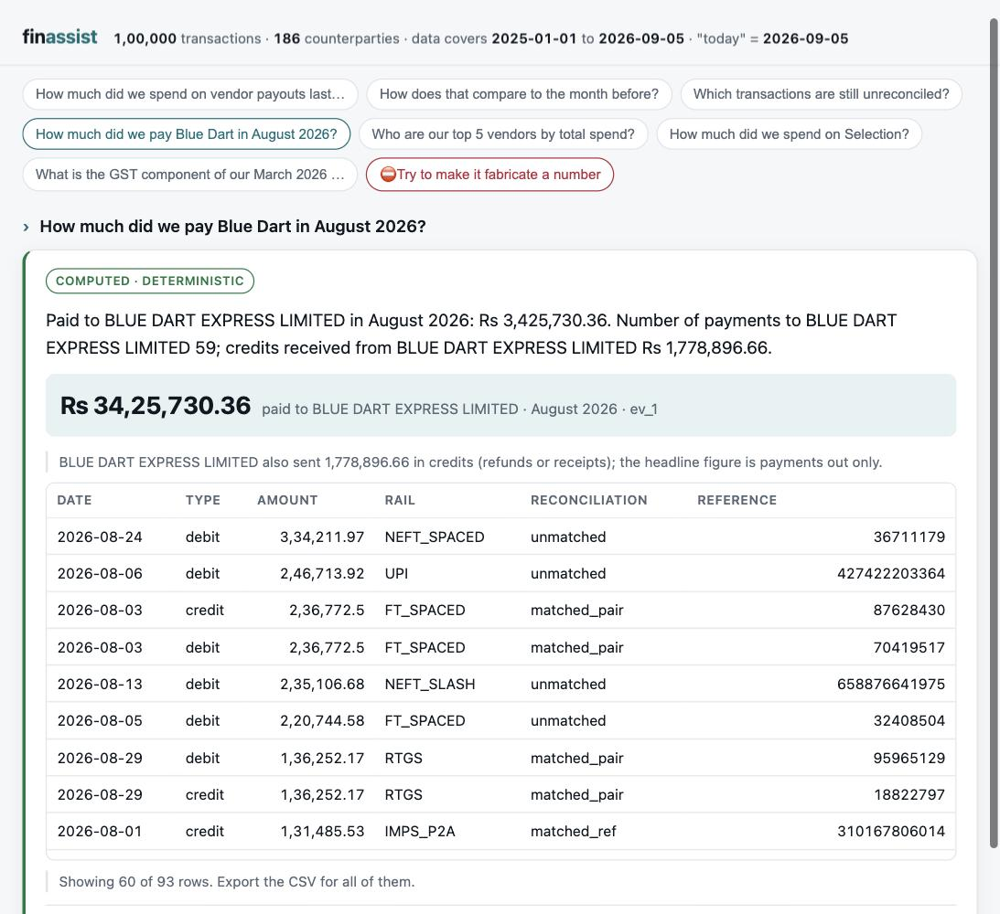 finassist 1,00,000 transactions · 186 counterparties · data covers 2025-01-01 to 2026-09-05 · "today" = 2026-09-05
How much did we spend on vendor payouts last… How does that compare to the month before? Which transactions are still unreconciled?
How much did we pay Blue Dart in August 2026? Who are our top 5 vendors by total spend? How much did we spend on Selection?
What is the GST component of our March 2026 … ⛔Try to make it fabricate a number
› How much did we pay Blue Dart in August 2026?
COMPUTED · DETERMINISTIC
Paid to BLUE DART EXPRESS LIMITED in August 2026: Rs 3,425,730.36. Number of payments to BLUE DART
EXPRESS LIMITED 59; credits received from BLUE DART EXPRESS LIMITED Rs 1,778,896.66.
Rs 34,25,730.36 paid to BLUE DART EXPRESS LIMITED · August 2026 · ev_1
BLUE DART EXPRESS LIMITED also sent 1,778,896.66 in credits (refunds or receipts); the headline figure is payments out only.
DATE TYPE AMOUNT RAIL RECONCILIATION REFERENCE
2026-08-24 debit 3,34,211.97 NEFT_SPACED unmatched 36711179
2026-08-06 debit 2,46,713.92 UPI unmatched 427422203364
2026-08-03 credit 2,36,772.5 FT_SPACED matched_pair 87628430
2026-08-03 debit 2,36,772.5 FT_SPACED matched_pair 70419517
2026-08-13 debit 2,35,106.68 NEFT_SLASH unmatched 658876641975
2026-08-05 debit 2,20,744.58 FT_SPACED unmatched 32408504
2026-08-29 debit 1,36,252.17 RTGS matched_pair 95965129
2026-08-29 credit 1,36,252.17 RTGS matched_pair 18822797
2026-08-01 credit 1,31,485.53 IMPS_P2A matched_ref 310167806014
Showing 60 of 93 rows. Export the CSV for all of them.